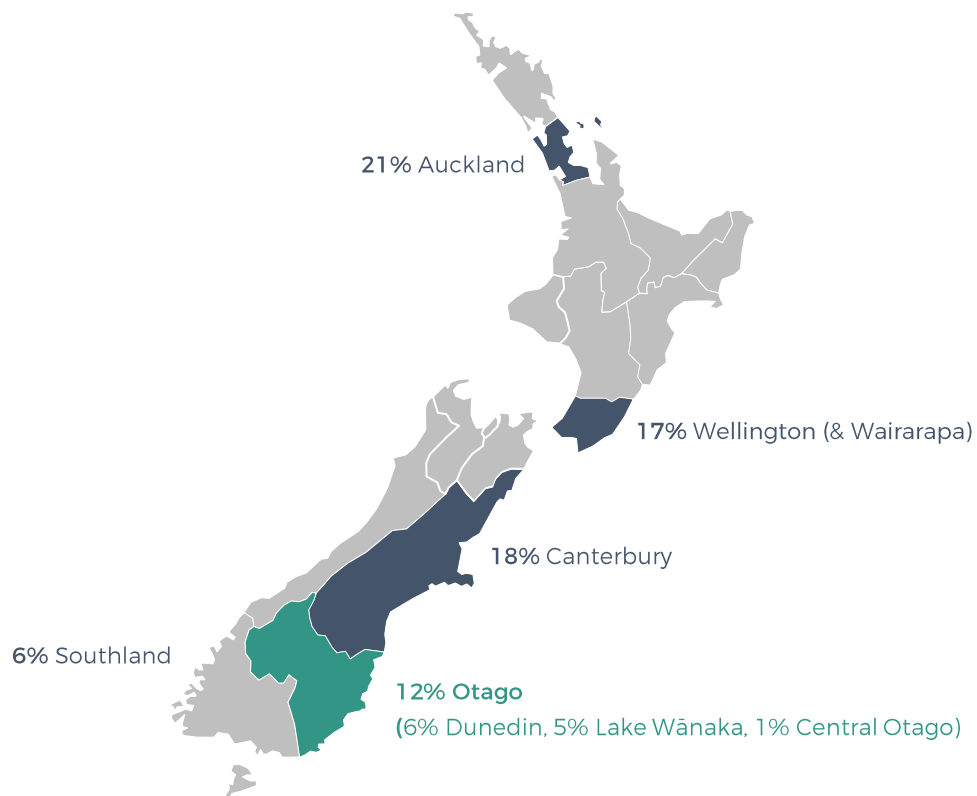 21% Auckland
17% Wellington (& Wairarapa)
18% Canterbury
6% Southland
12% Otago
(6% Dunedin, 5% Lake Wānaka, 1% Central Otago)